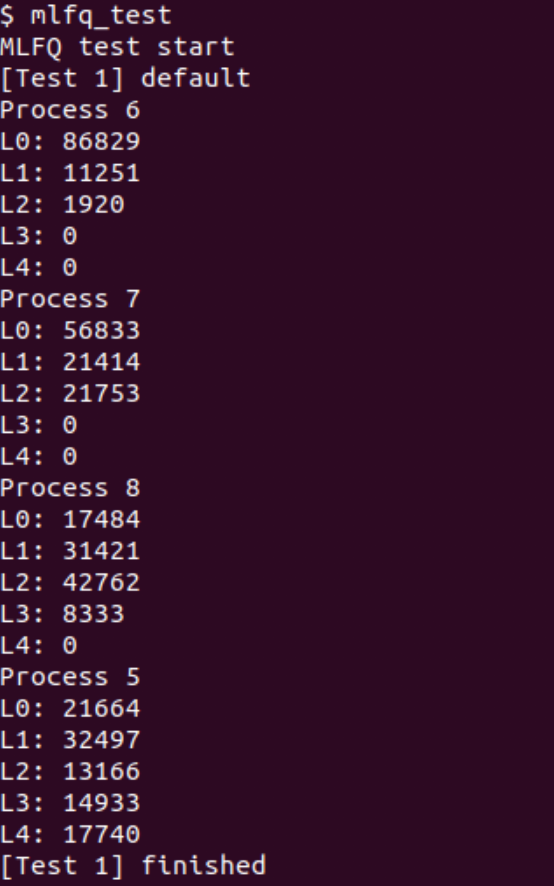 $ mlfq_test
MLFQ test start
[Test 1] default
Process 6
L0: 86829
L1: 11251
L2: 1920
L3: 0
L4: 0
Process 7
L0: 56833
L1: 21414
L2: 21753
L3: 0
L4: 0
Process 8
L0: 17484
L1: 31421
L2: 42762
L3: 8333
L4: 0
Process 5
L0: 21664
L1: 32497
L2: 13166
L3: 14933
L4: 17740
[Test 1] finished